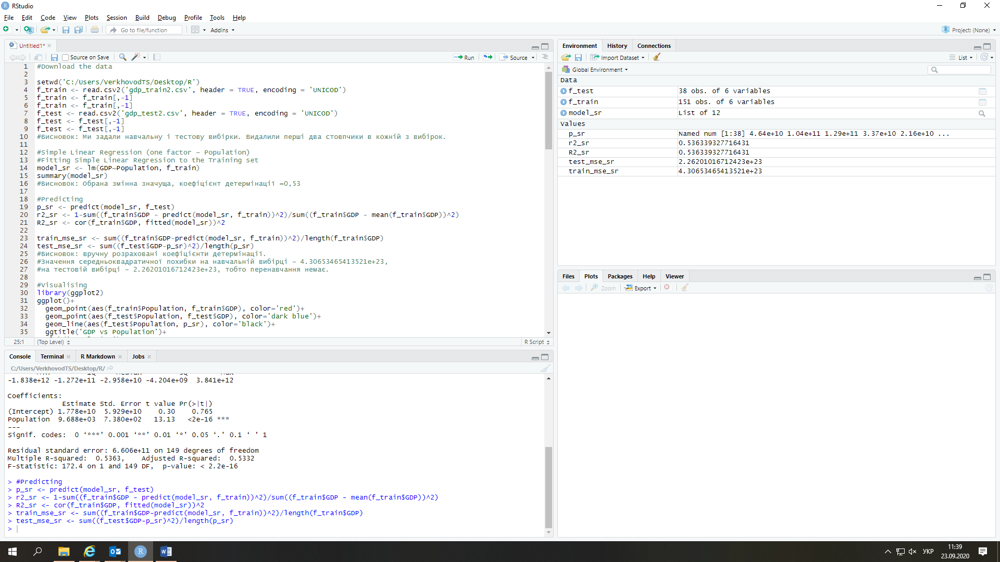 RStudio
File Edit Code View Plots Session Build Debug Profile Tools Help
Go to file/function Addins Project: (None)
Untitled1*
Source on Save Run Source
1 #Download the data
2
3 setwd('C:/Users/VerkhovodTS/Desktop/R')
4 f_train <- read.csv2('gdp_train2.csv', header = TRUE, encoding = 'UNICOD')
5 f_train <- f_train[,-1]
6 f_train <- f_train[,-1]
7 f_test <- read.csv2('gdp_test2.csv', header = TRUE, encoding = 'UNICOD')
8 f_test <- f_test[,-1]
9 f_test <- f_test[,-1]
10 #Висновок: Ми задали навчальну і тестову вибірки. Видалили перші два стовпчики в кожній з вибірок.
11
12 #Simple Linear Regression (one factor - Population)
13 #Fitting Simple Linear Regression to the Training set
14 model_sr <- lm(GDP~Population, f_train)
15 summary(model_sr)
16 #Висновок: Обрана змінна значуща, коефіцієнт детермінації =0,53
17
18 #Predicting
19 p_sr <- predict(model_sr, f_test)
20 r2_sr <- 1-sum((f_train$GDP - predict(model_sr, f_train))^2)/sum((f_train$GDP - mean(f_train$GDP))^2)
21 R2_sr <- cor(f_train$GDP, fitted(model_sr))^2
22
23 train_mse_sr <- sum((f_train$GDP-predict(model_sr, f_train))^2)/length(f_train$GDP)
24 test_mse_sr <- sum((f_test$GDP-p_sr)^2)/length(p_sr)
25 #Висновок: вручну розраховані коефіцієнти детермінації.
26 #Значення середньоквадратичної похибки на навчальній вибірці – 4.30653465413521e+23,
27 #на тестовій вибірці – 2.26201016712423e+23, тобто перенавчання немає.
28
29 #Visualising
30 library(ggplot2)
31 ggplot()+
32 geom_point(aes(f_train$Population, f_train$GDP), color='red')+
33 geom_point(aes(f_test$Population, f_test$GDP), color='dark blue')+
34 geom_line(aes(f_test$Population, p_sr), color='black')+
35 ggtitle('GDP vs Population')+
25:1 (Top Level) R Script
Console Terminal R Markdown Jobs
C:/Users/VerkhovodTS/Desktop/R/
-1.838e+12 -1.272e+11 -2.958e+10 -4.204e+09 3.841e+12
Coefficients:
Estimate Std. Error t value Pr(>|t|)
(Intercept) 1.778e+10 5.929e+10 0.30 0.765
Population 9.688e+03 7.380e+02 13.13 <2e-16 ***
---
Signif. codes: 0 ‘***’ 0.001 ‘**’ 0.01 ‘*’ 0.05 ‘.’ 0.1 ‘ ’ 1
Residual standard error: 6.606e+11 on 149 degrees of freedom
Multiple R-squared: 0.5363, Adjusted R-squared: 0.5332
F-statistic: 172.4 on 1 and 149 DF, p-value: < 2.2e-16
> #Predicting
> p_sr <- predict(model_sr, f_test)
> r2_sr <- 1-sum((f_train$GDP - predict(model_sr, f_train))^2)/sum((f_train$GDP - mean(f_train$GDP))^2)
> R2_sr <- cor(f_train$GDP, fitted(model_sr))^2
> train_mse_sr <- sum((f_train$GDP-predict(model_sr, f_train))^2)/length(f_train$GDP)
> test_mse_sr <- sum((f_test$GDP-p_sr)^2)/length(p_sr)
>
Environment History Connections
Import Dataset List
Global Environment
Data
f_test 38 obs. of 6 variables
f_train 151 obs. of 6 variables
model_sr List of 12
Values
p_sr Named num [1:38] 4.64e+10 1.04e+11 1.29e+11 3.37e+10 2.16e+10 ...
r2_sr 0.536339327716431
R2_sr 0.536339327716431
test_mse_sr 2.26201016712423e+23
train_mse_sr 4.30653465413521e+23
Files Plots Packages Help Viewer
Zoom Export
УКР
11:39
23.09.2020